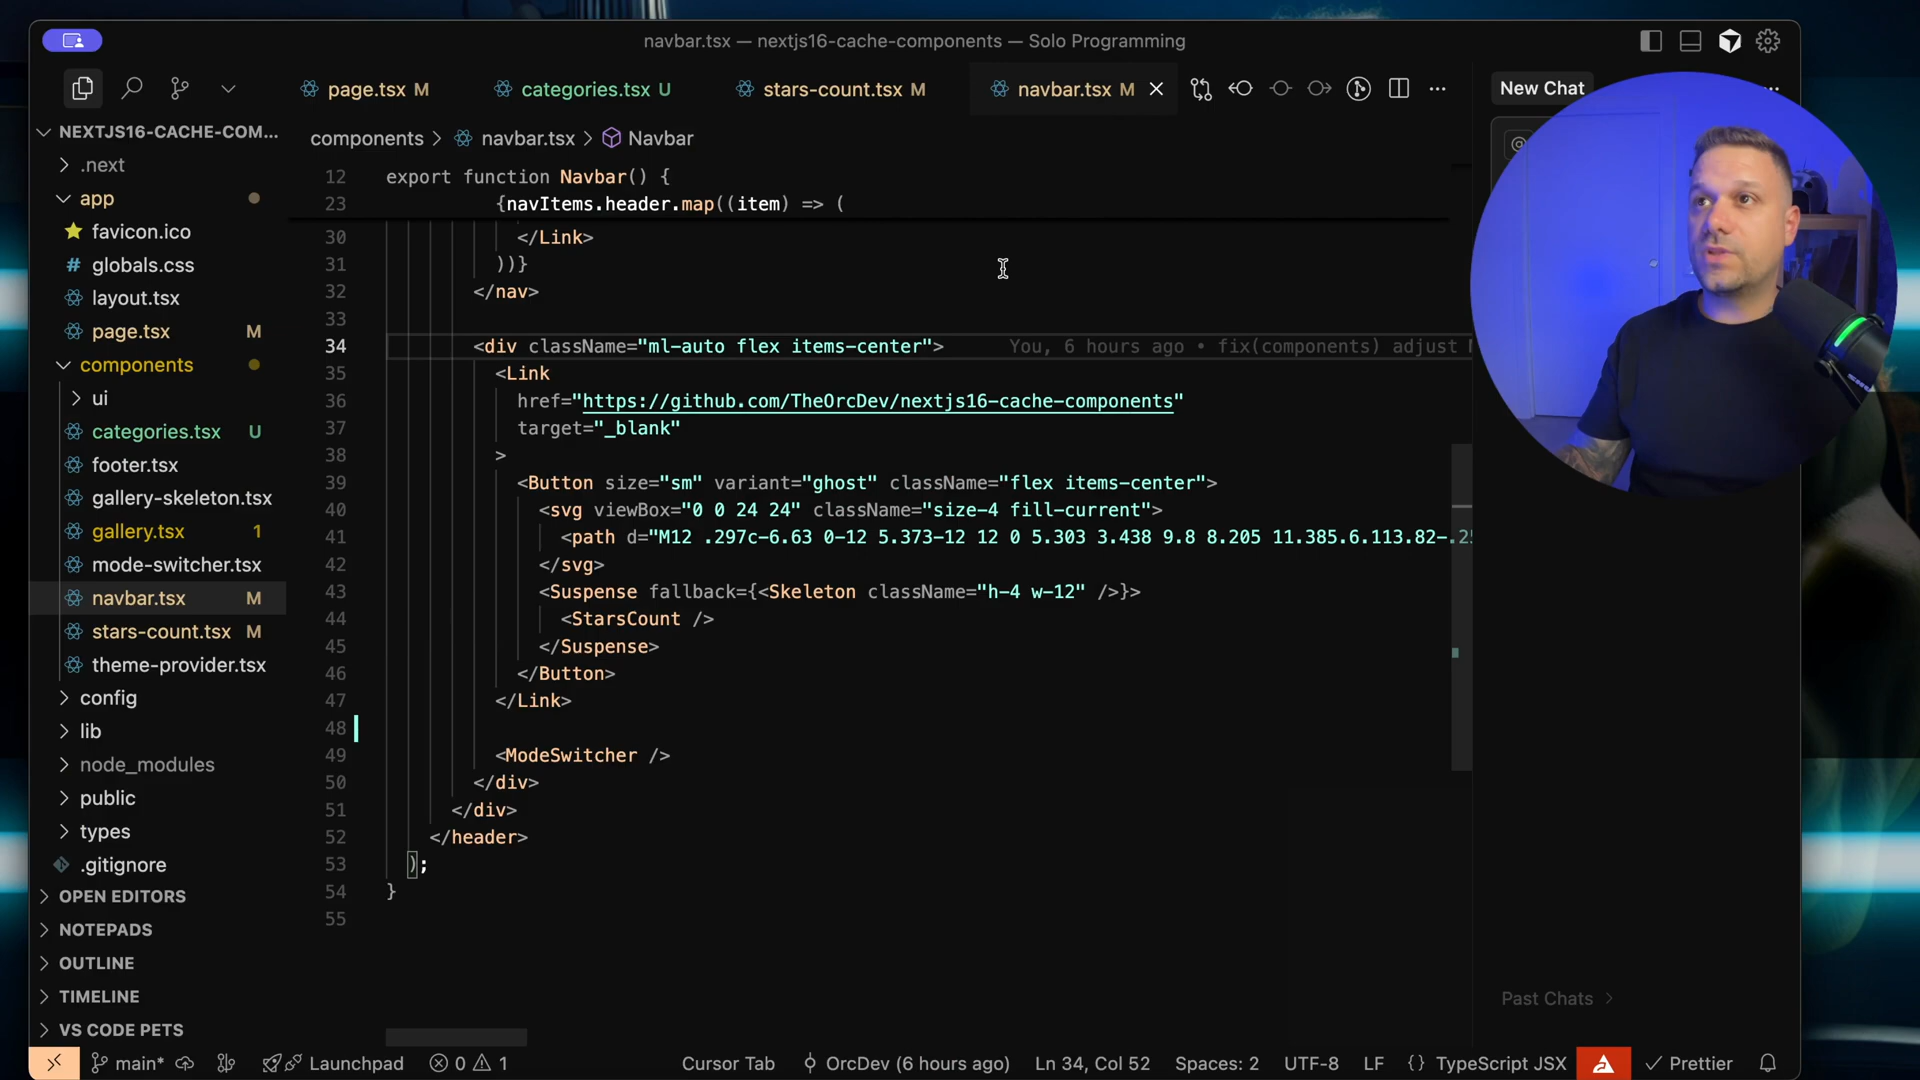 navbar.tsx — nextjs16-cache-components — Solo Programming
page.tsx M
categories.tsx U
stars-count.tsx M
navbar.tsx M
New Chat
NEXTJS16-CACHE-COM...
.next
app
favicon.ico
globals.css
layout.tsx
page.tsx M
components
ui
categories.tsx U
footer.tsx
gallery-skeleton.tsx
gallery.tsx 1
mode-switcher.tsx
navbar.tsx M
stars-count.tsx M
theme-provider.tsx
config
lib
node_modules
public
types
.gitignore
OPEN EDITORS
NOTEPADS
OUTLINE
TIMELINE
VS CODE PETS
components > navbar.tsx > Navbar
12 export function Navbar() {
23 {navItems.header.map((item) => (
30 </Link>
31 ))}
32 </nav>
33
34 <div className="ml-auto flex items-center"> You, 6 hours ago • fix(components) adjust
35 <Link
36 href="https://github.com/TheOrcDev/nextjs16-cache-components"
37 target="_blank"
38 >
39 <Button size="sm" variant="ghost" className="flex items-center">
40 <svg viewBox="0 0 24 24" className="size-4 fill-current">
41 <path d="M12 .297c-6.63 0-12 5.373-12 12 0 5.303 3.438 9.8 8.205 11.385.6.113.82-.25
42 </svg>
43 <Suspense fallback={<Skeleton className="h-4 w-12" />}>
44 <StarsCount />
45 </Suspense>
46 </Button>
47 </Link>
48
49 <ModeSwitcher />
50 </div>
51 </div>
52 </header>
53 );
54 }
55
Past Chats >
main* Launchpad 0 1 Cursor Tab OrcDev (6 hours ago) Ln 34, Col 52 Spaces: 2 UTF-8 LF {} TypeScript JSX Prettier